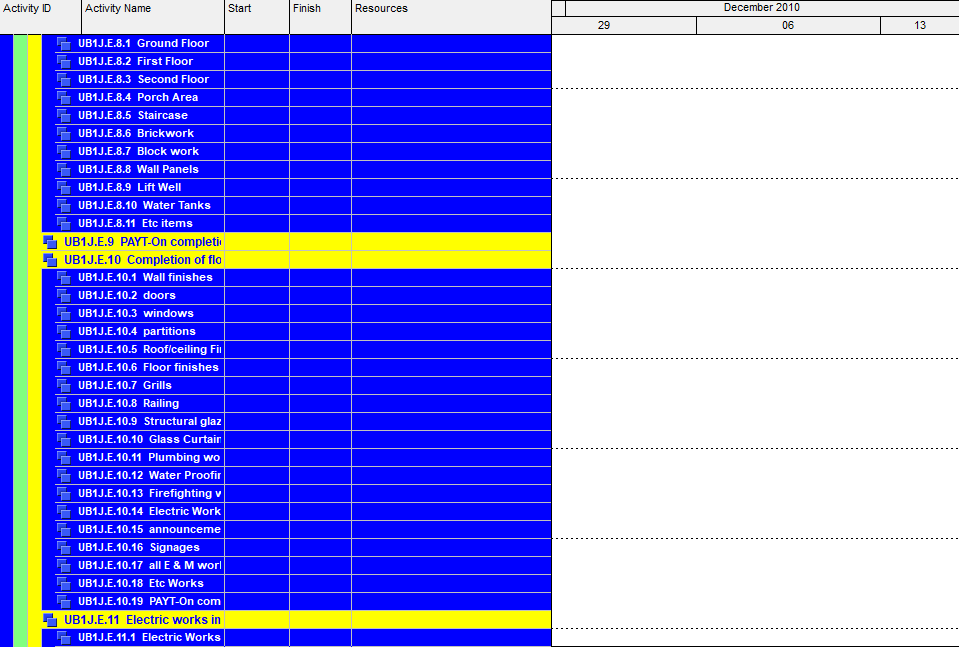 Activity ID Activity Name Start Finish Resources December 2010
29 06 13
UB1J.E.8.1 Ground Floor
UB1J.E.8.2 First Floor
UB1J.E.8.3 Second Floor
UB1J.E.8.4 Porch Area
UB1J.E.8.5 Staircase
UB1J.E.8.6 Brickwork
UB1J.E.8.7 Block work
UB1J.E.8.8 Wall Panels
UB1J.E.8.9 Lift Well
UB1J.E.8.10 Water Tanks
UB1J.E.8.11 Etc items
UB1J.E.9 PAYT-On completi
UB1J.E.10 Completion of flo
UB1J.E.10.1 Wall finishes
UB1J.E.10.2 doors
UB1J.E.10.3 windows
UB1J.E.10.4 partitions
UB1J.E.10.5 Roof/ceiling Fi
UB1J.E.10.6 Floor finishes
UB1J.E.10.7 Grills
UB1J.E.10.8 Railing
UB1J.E.10.9 Structural glaz
UB1J.E.10.10 Glass Curtain
UB1J.E.10.11 Plumbing wo
UB1J.E.10.12 Water Proofin
UB1J.E.10.13 Firefighting w
UB1J.E.10.14 Electric Work
UB1J.E.10.15 announceme
UB1J.E.10.16 Signages
UB1J.E.10.17 all E & M worl
UB1J.E.10.18 Etc Works
UB1J.E.10.19 PAYT-On com
UB1J.E.11 Electric works in
UB1J.E.11.1 Electric Works